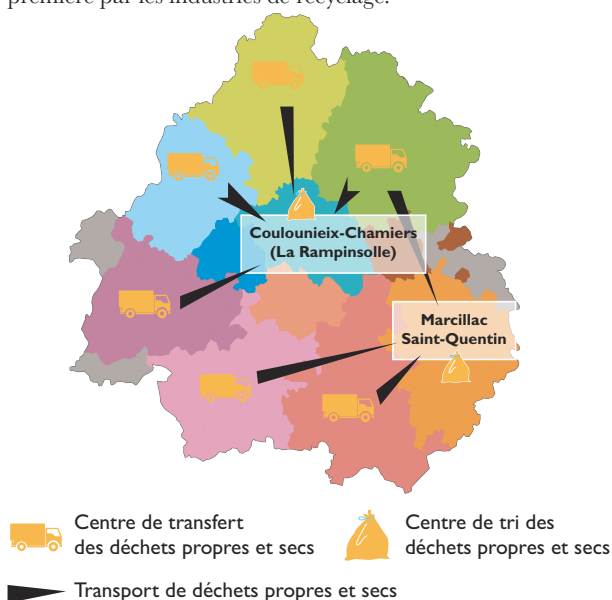 première par les industries de recyclage.
Coulounieix-Chamiers
(La Rampinsolle)
Marcillac
Saint-Quentin
Centre de transfert
des déchets propres et secs
Centre de tri des
déchets propres et secs
Transport de déchets propres et secs